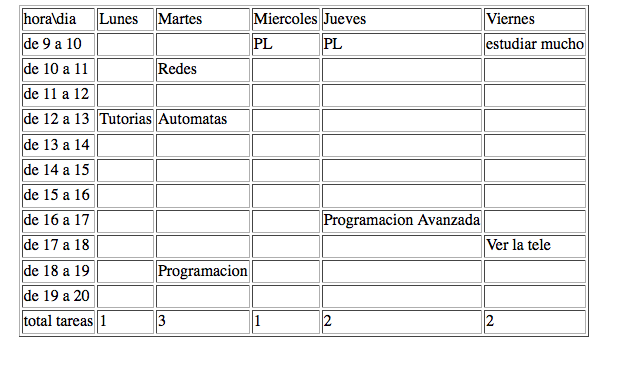 hora\dia Lunes Martes Miercoles Jueves Viernes
de 9 a 10 PL PL estudiar mucho
de 10 a 11 Redes
de 11 a 12
de 12 a 13 Tutorias Automatas
de 13 a 14
de 14 a 15
de 15 a 16
de 16 a 17 Programacion Avanzada
de 17 a 18 Ver la tele
de 18 a 19 Programacion
de 19 a 20
total tareas 1 3 1 2 2